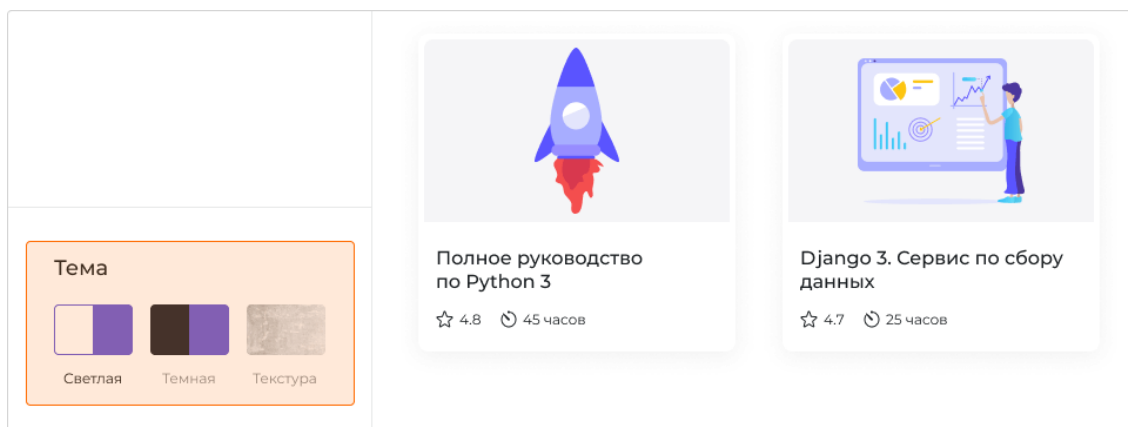 Тема
Светлая
Темная
Текстура
Полное руководство
по Python 3
4.8 45 часов
Django 3. Сервис по сбору
данных
4.7 25 часов